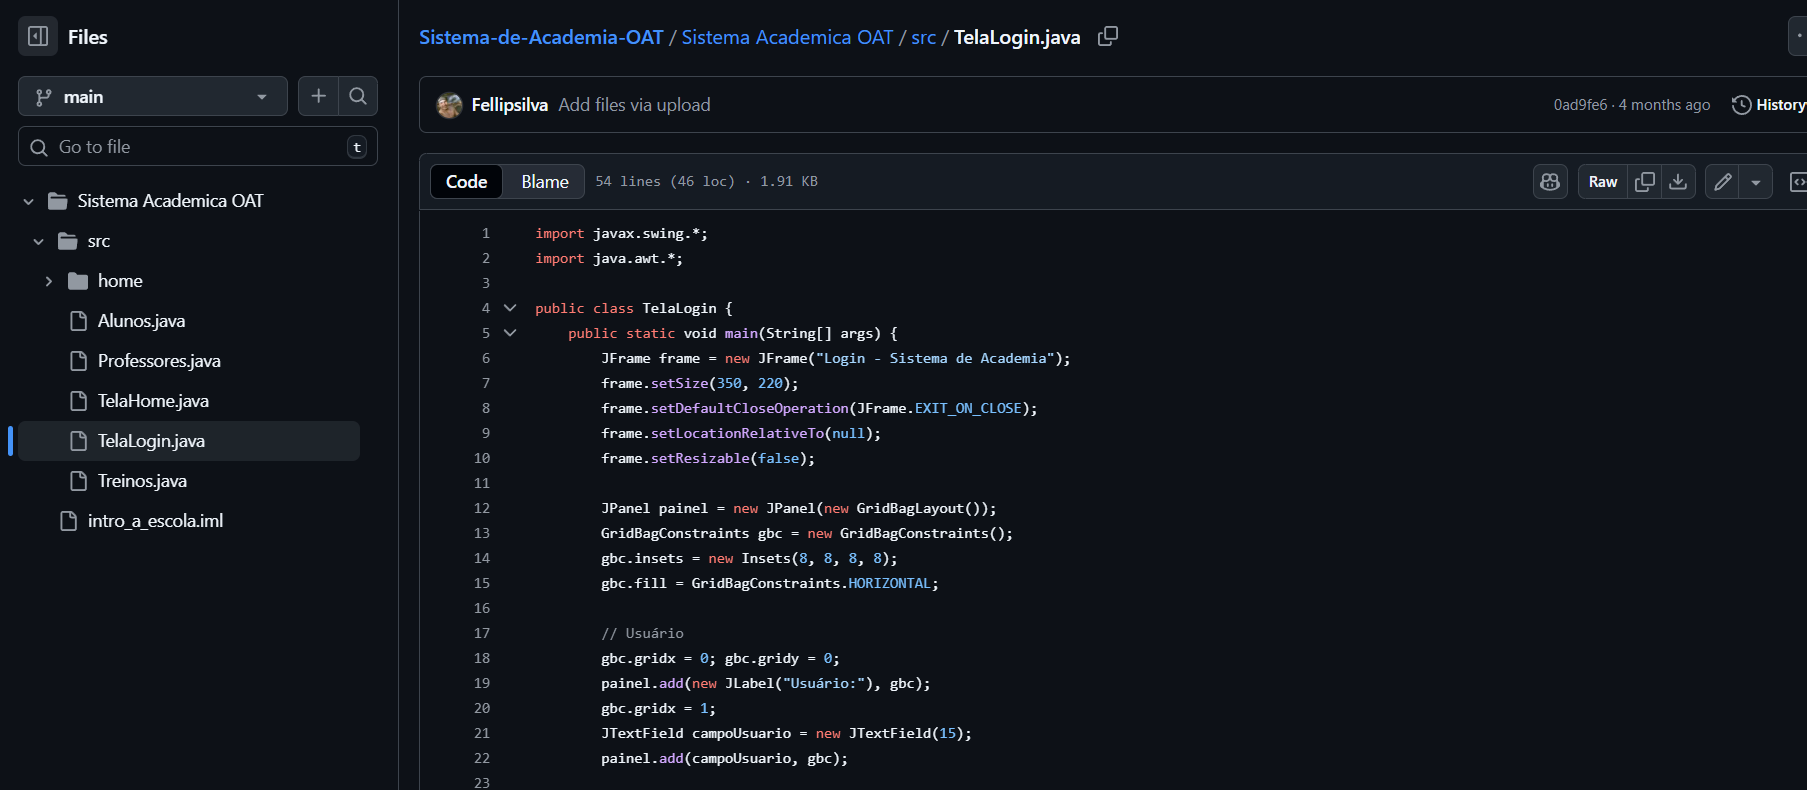 Files
main
Go to file
t
Sistema Academica OAT
src
home
Alunos.java
Professores.java
TelaHome.java
TelaLogin.java
Treinos.java
intro_a_escola.iml
Sistema-de-Academia-OAT / Sistema Academica OAT / src / TelaLogin.java
Fellipsilva Add files via upload
0ad9fe6 · 4 months ago
History
Code Blame 54 lines (46 loc) · 1.91 KB
Raw
1 import javax.swing.*;
2 import java.awt.*;
3
4 public class TelaLogin {
5 public static void main(String[] args) {
6 JFrame frame = new JFrame("Login - Sistema de Academia");
7 frame.setSize(350, 220);
8 frame.setDefaultCloseOperation(JFrame.EXIT_ON_CLOSE);
9 frame.setLocationRelativeTo(null);
10 frame.setResizable(false);
11
12 JPanel painel = new JPanel(new GridBagLayout());
13 GridBagConstraints gbc = new GridBagConstraints();
14 gbc.insets = new Insets(8, 8, 8, 8);
15 gbc.fill = GridBagConstraints.HORIZONTAL;
16
17 // Usuário
18 gbc.gridx = 0; gbc.gridy = 0;
19 painel.add(new JLabel("Usuário:"), gbc);
20 gbc.gridx = 1;
21 JTextField campoUsuario = new JTextField(15);
22 painel.add(campoUsuario, gbc);
23